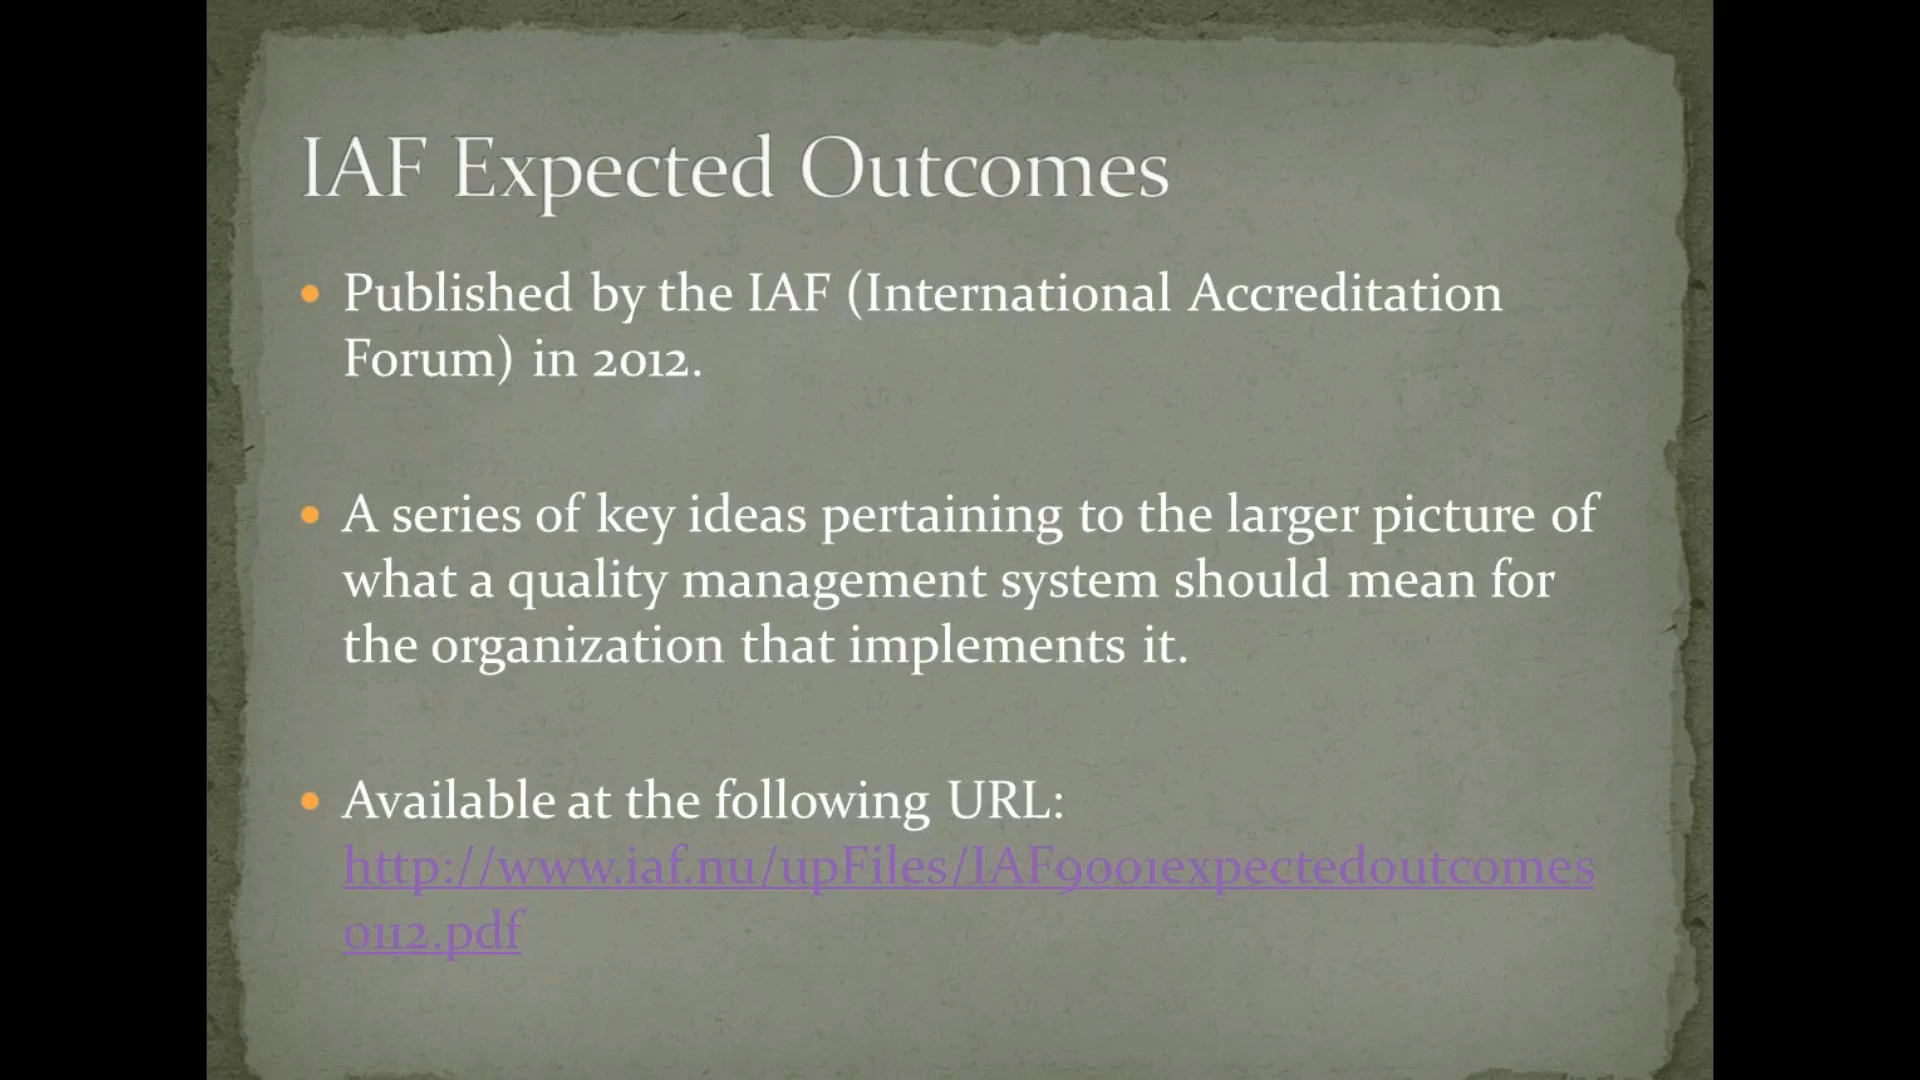 IAF Expected Outcomes
• Published by the IAF (International Accreditation
Forum) in 2012.
• A series of key ideas pertaining to the larger picture of
what a quality management system should mean for
the organization that implements it.
• Available at the following URL:
http://www.iaf.nu/upFiles/IAF9001expectedoutcomes
0112.pdf